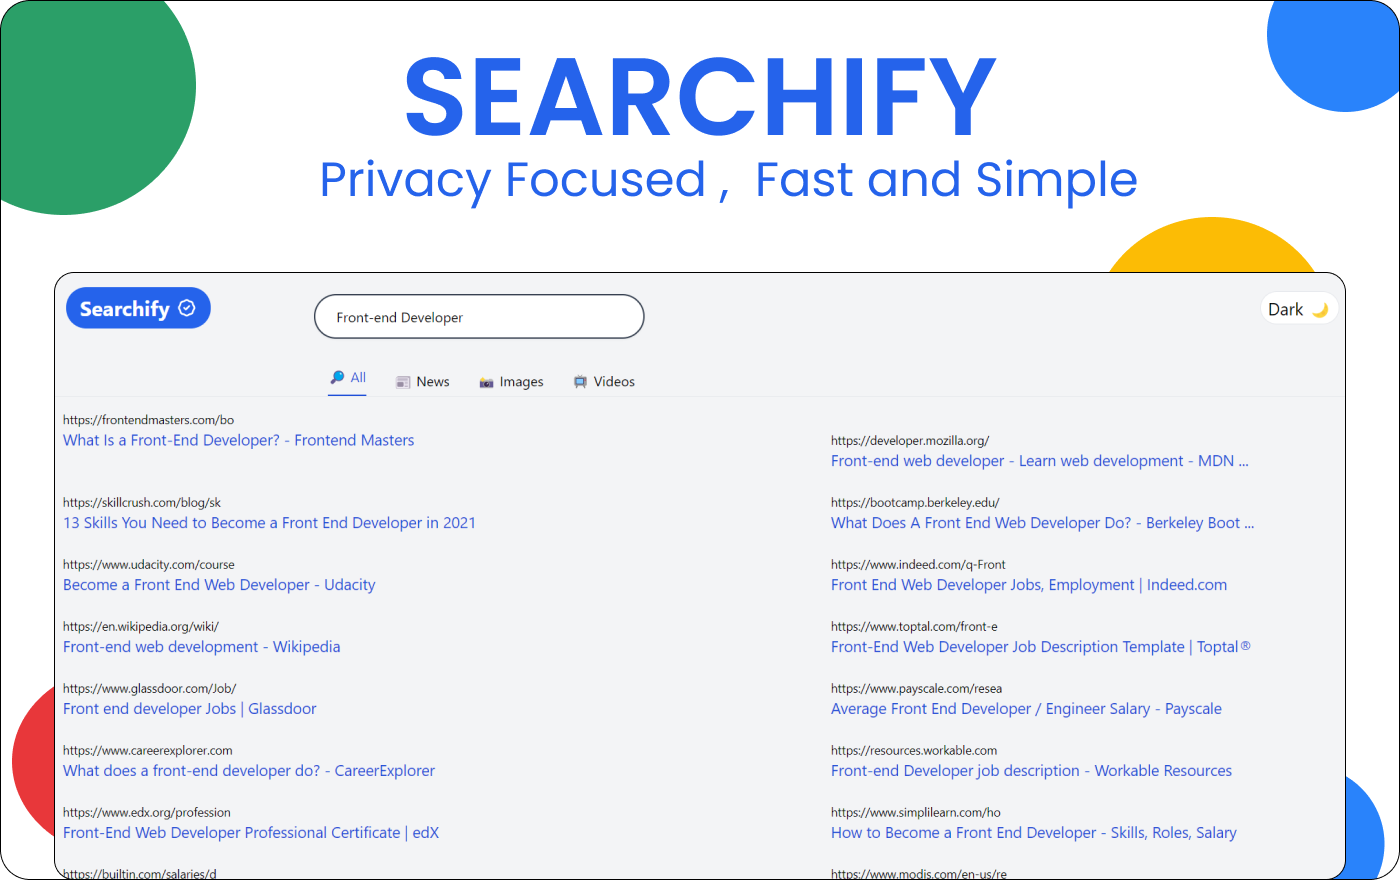 SEARCHIFY
Privacy Focused , Fast and Simple
Searchify
Front-end Developer
Dark
All
News
Images
Videos
https://frontendmasters.com/bo
What Is a Front-End Developer? - Frontend Masters
https://skillcrush.com/blog/sk
13 Skills You Need to Become a Front End Developer in 2021
https://www.udacity.com/course
Become a Front End Web Developer - Udacity
https://en.wikipedia.org/wiki/
Front-end web development - Wikipedia
https://www.glassdoor.com/Job/
Front end developer Jobs | Glassdoor
https://www.careerexplorer.com
What does a front-end developer do? - CareerExplorer
https://www.edx.org/profession
Front-End Web Developer Professional Certificate | edX
https://builtin.com/salaries/d
https://developer.mozilla.org/
Front-end web developer - Learn web development - MDN ...
https://bootcamp.berkeley.edu/
What Does A Front End Web Developer Do? - Berkeley Boot ...
https://www.indeed.com/q-Front
Front End Web Developer Jobs, Employment | Indeed.com
https://www.toptal.com/front-e
Front-End Web Developer Job Description Template | Toptal®
https://www.payscale.com/resea
Average Front End Developer / Engineer Salary - Payscale
https://resources.workable.com
Front-end Developer job description - Workable Resources
https://www.simplilearn.com/ho
How to Become a Front End Developer - Skills, Roles, Salary
https://www.modis.com/en-us/re